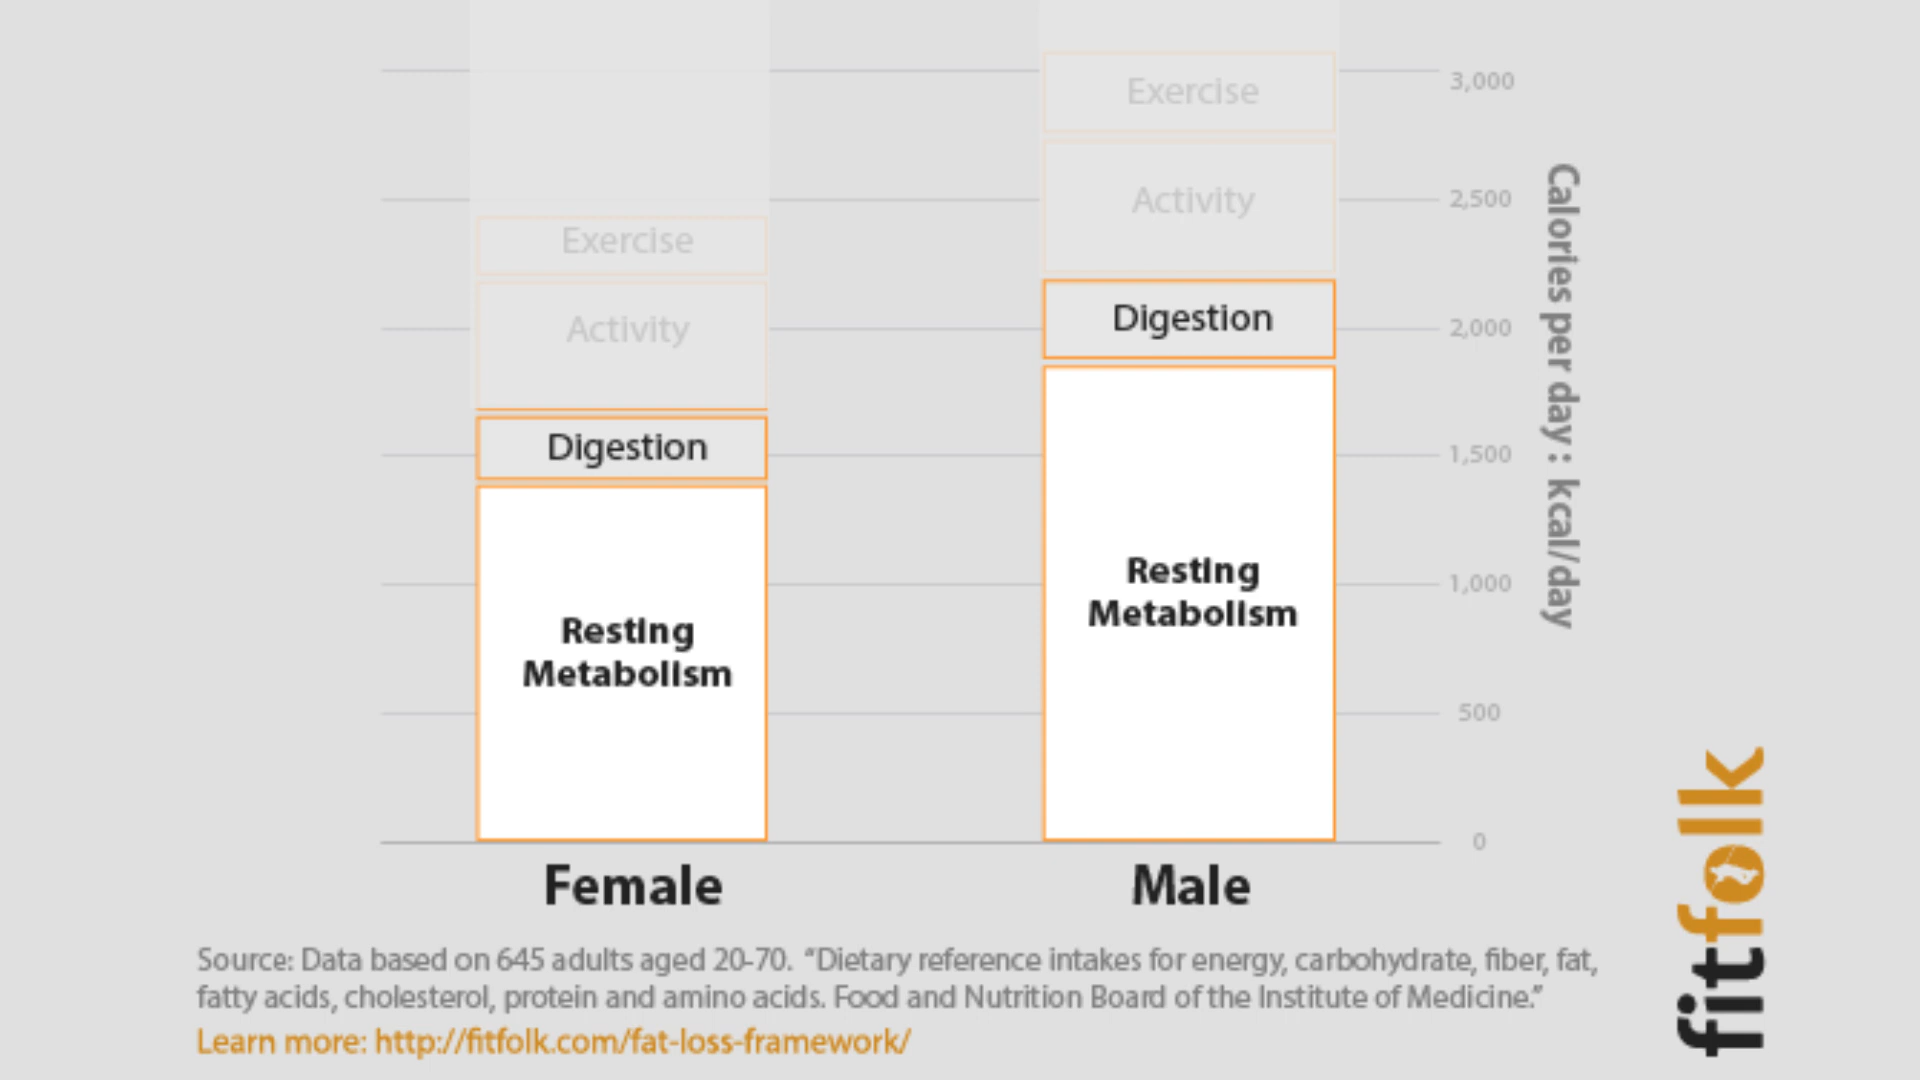 3,000
Exercise
Activity
2,500
Exercise
Activity
2,000
Digestion
Digestion
1,500
Resting
Metabolism
1,000
Resting
Metabolism
500
0
Calories per day : kcal/day
Female
Male
fitfolk
Source: Data based on 645 adults aged 20-70. “Dietary reference intakes for energy, carbohydrate, fiber, fat,
fatty acids, cholesterol, protein and amino acids. Food and Nutrition Board of the Institute of Medicine.”
Learn more: http://fitfolk.com/fat-loss-framework/